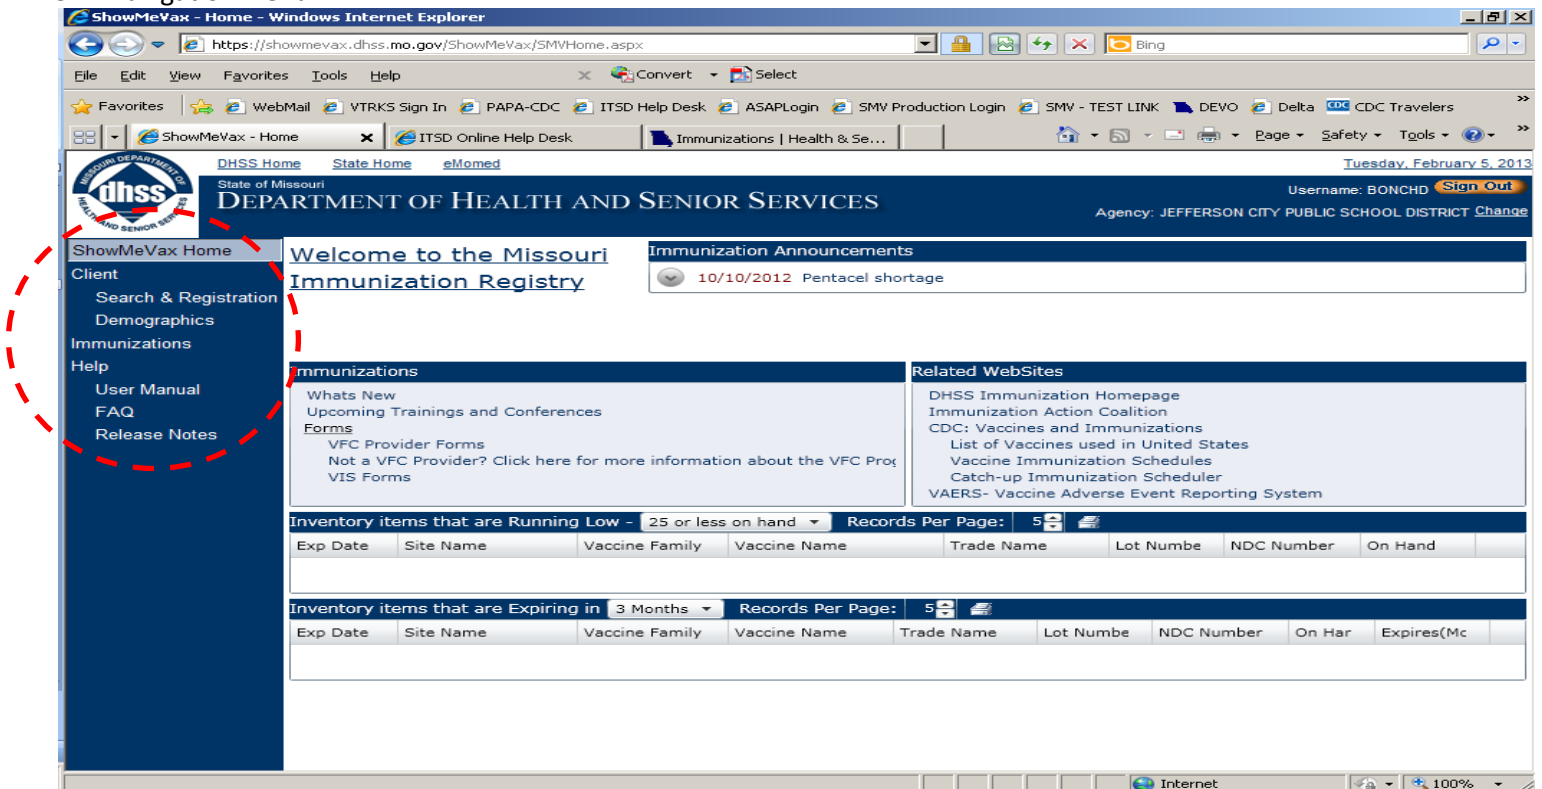 ShowMeVax - Home - Windows Internet Explorer
https://showmevax.dhss.mo.gov/ShowMeVax/SMVHome.aspx
Bing
File Edit View Favorites Tools Help
Convert Select
Favorites WebMail VTRKS Sign In PAPA-CDC ITSD Help Desk ASAPLogin SMV Production Login SMV - TEST LINK DEVO Delta CDC CDC Travelers
ShowMeVax - Home ITSD Online Help Desk Immunizations | Health & Se... Page Safety Tools
DHSS Home State Home eMomed Tuesday, February 5, 2013
dhss
MISSOURI DEPARTMENT OF HEALTH AND SENIOR SERVICES
State of Missouri
DEPARTMENT OF HEALTH AND SENIOR SERVICES
Username: BONCHD Sign Out
Agency: JEFFERSON CITY PUBLIC SCHOOL DISTRICT Change
ShowMeVax Home
Client
Search & Registration
Demographics
Immunizations
Help
User Manual
FAQ
Release Notes
Welcome to the Missouri
Immunization Registry
Immunization Announcements
10/10/2012 Pentacel shortage
Immunizations
Whats New
Upcoming Trainings and Conferences
Forms
VFC Provider Forms
Not a VFC Provider? Click here for more information about the VFC Prog
VIS Forms
Related WebSites
DHSS Immunization Homepage
Immunization Action Coalition
CDC: Vaccines and Immunizations
List of Vaccines used in United States
Vaccine Immunization Schedules
Catch-up Immunization Scheduler
VAERS- Vaccine Adverse Event Reporting System
Inventory items that are Running Low - 25 or less on hand Records Per Page: 5
Exp Date Site Name Vaccine Family Vaccine Name Trade Name Lot Numbe NDC Number On Hand
Inventory items that are Expiring in 3 Months Records Per Page: 5
Exp Date Site Name Vaccine Family Vaccine Name Trade Name Lot Numbe NDC Number On Har Expires(Mc
Internet 100%